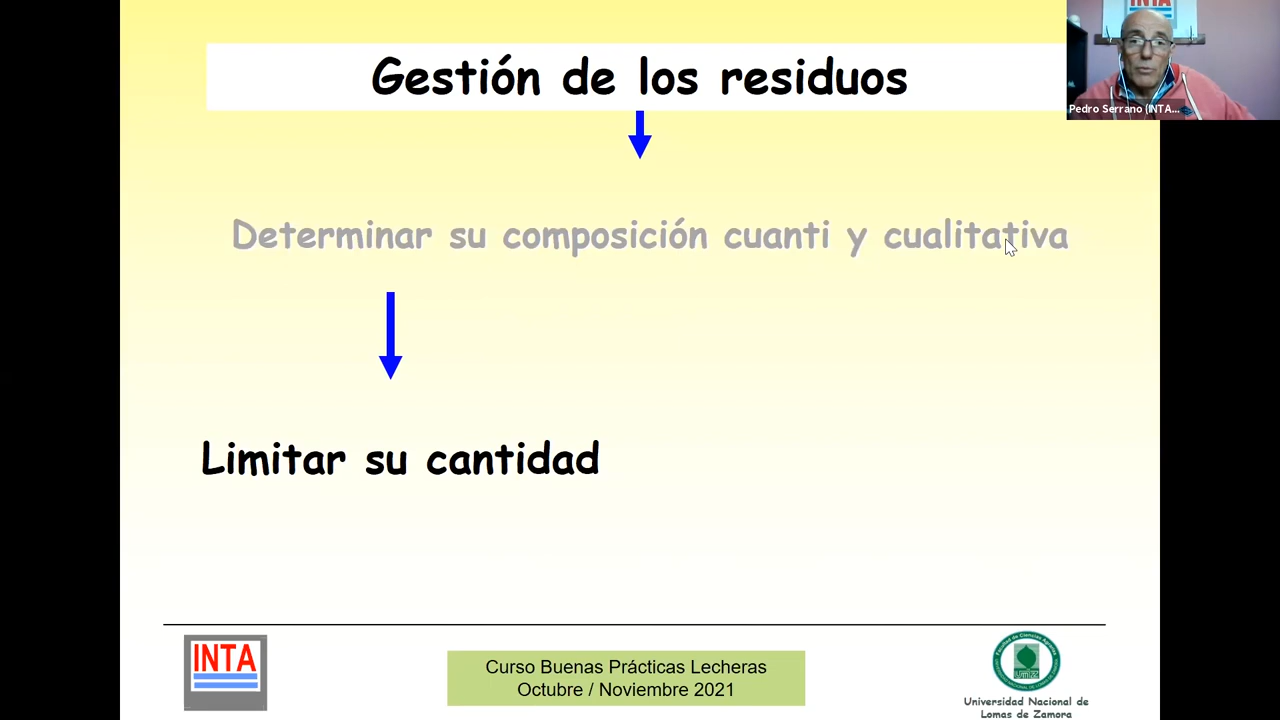 Gestión de los residuos
INTA
Pedro Serrano (INTA...
Determinar su composición cuanti y cualitativa
Limitar su cantidad
INTA
Curso Buenas Prácticas Lecheras
Octubre / Noviembre 2021
Universidad Nacional de
Lomas de Zamora